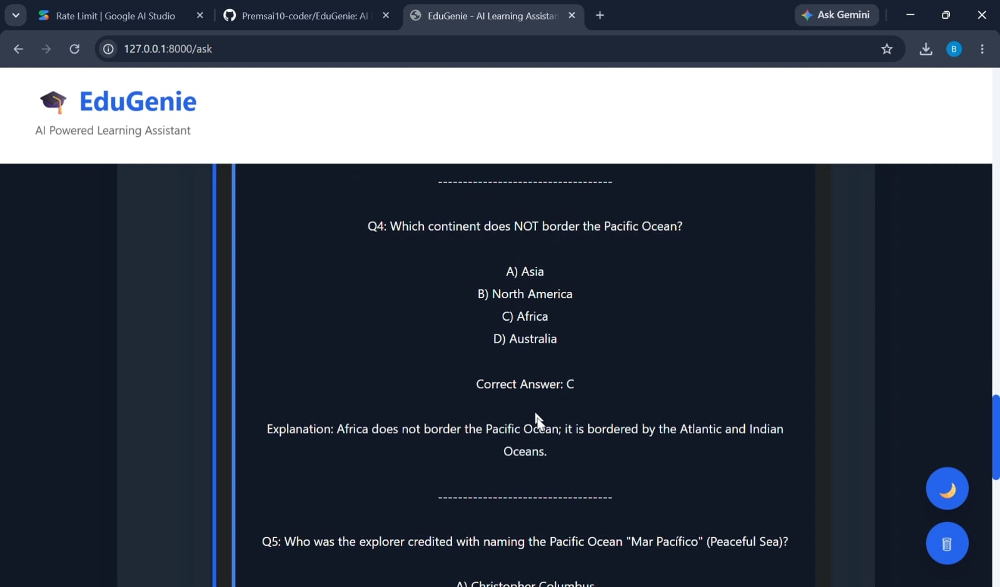 Rate Limit | Google AI Studio
Premsai10-coder/EduGenie: AI
EduGenie - AI Learning Assistan
Ask Gemini
127.0.0.1:8000/ask
B
EduGenie
AI Powered Learning Assistant
----------------------------------
Q4: Which continent does NOT border the Pacific Ocean?
A) Asia
B) North America
C) Africa
D) Australia
Correct Answer: C
Explanation: Africa does not border the Pacific Ocean; it is bordered by the Atlantic and Indian
Oceans.
----------------------------------
Q5: Who was the explorer credited with naming the Pacific Ocean "Mar Pacífico" (Peaceful Sea)?
A) Christopher Columbus